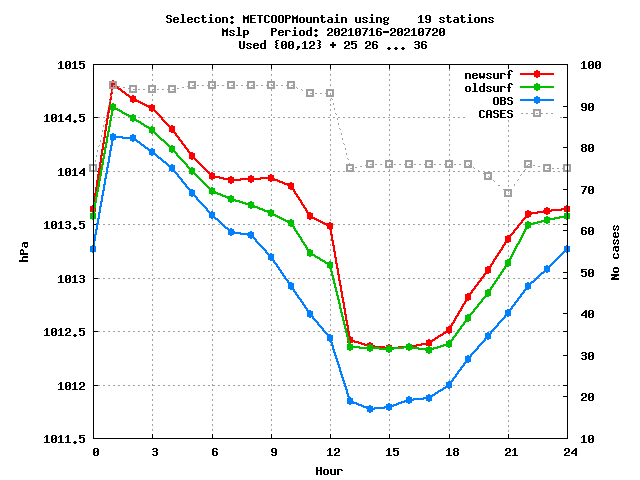 Selection: METCOOPMountain using    19 stations
Mslp   Period: 20210716-20210720
Used {00,12} + 25 26 ... 36
newsurf
oldsurf
OBS
CASES
1015
1014.5
1014
1013.5
1013
1012.5
1012
1011.5
hPa
100
90
80
70
60
50
40
30
20
10
No cases
0 3 6 9 12 15 18 21 24
Hour